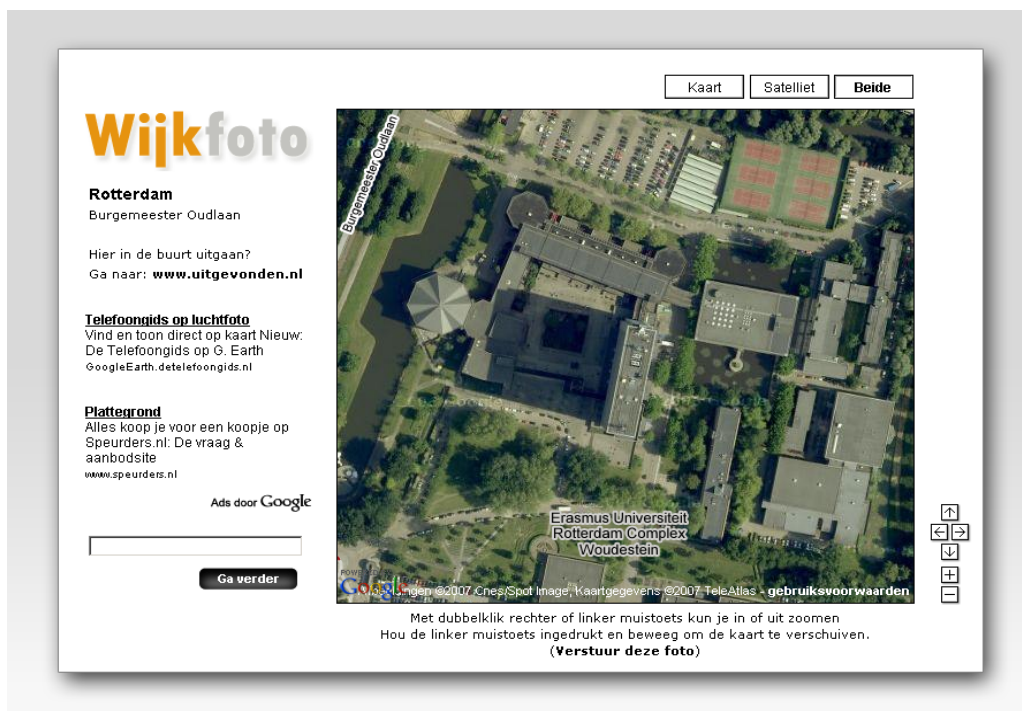 Kaart Satelliet Beide
Wijkfoto
Rotterdam
Burgemeester Oudlaan
Hier in de buurt uitgaan?
Ga naar: www.uitgevonden.nl
Telefoongids op luchtfoto
Vind en toon direct op kaart Nieuw:
De Telefoongids op G. Earth
GoogleEarth.detelefoongids.nl
Plattegrond
Alles koop je voor een koopje op
Speurders.nl: De vraag &
aanbodsite
www.speurders.nl
Ads door Google
Ga verder
Burgemeester Oudlaan
Erasmus Universiteit
Rotterdam Complex
Woudestein
POWERED BY
Google
©2007 Cnes/Spot Image, Kaartgegevens ©2007 TeleAtlas - gebruiksvoorwaarden
Met dubbelklik rechter of linker muistoets kun je in of uit zoomen
Hou de linker muistoets ingedrukt en beweeg om de kaart te verschuiven.
(Verstuur deze foto)